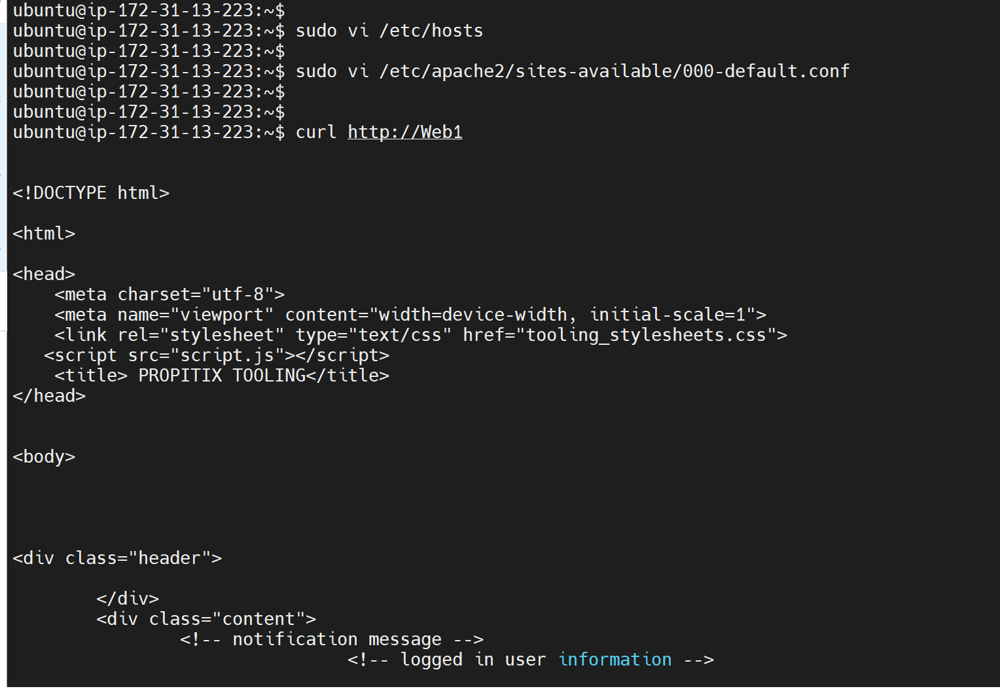 ubuntu@ip-172-31-13-223:~$
ubuntu@ip-172-31-13-223:~$ sudo vi /etc/hosts
ubuntu@ip-172-31-13-223:~$
ubuntu@ip-172-31-13-223:~$ sudo vi /etc/apache2/sites-available/000-default.conf
ubuntu@ip-172-31-13-223:~$
ubuntu@ip-172-31-13-223:~$
ubuntu@ip-172-31-13-223:~$ curl http://Web1
<!DOCTYPE html>
<html>
<head>
    <meta charset="utf-8">
    <meta name="viewport" content="width=device-width, initial-scale=1">
    <link rel="stylesheet" type="text/css" href="tooling_stylesheets.css">
   <script src="script.js"></script>
    <title> PROPITIX TOOLING</title>
</head>
<body>
<div class="header">
        </div>
        <div class="content">
                <!-- notification message -->
                                <!-- logged in user information -->